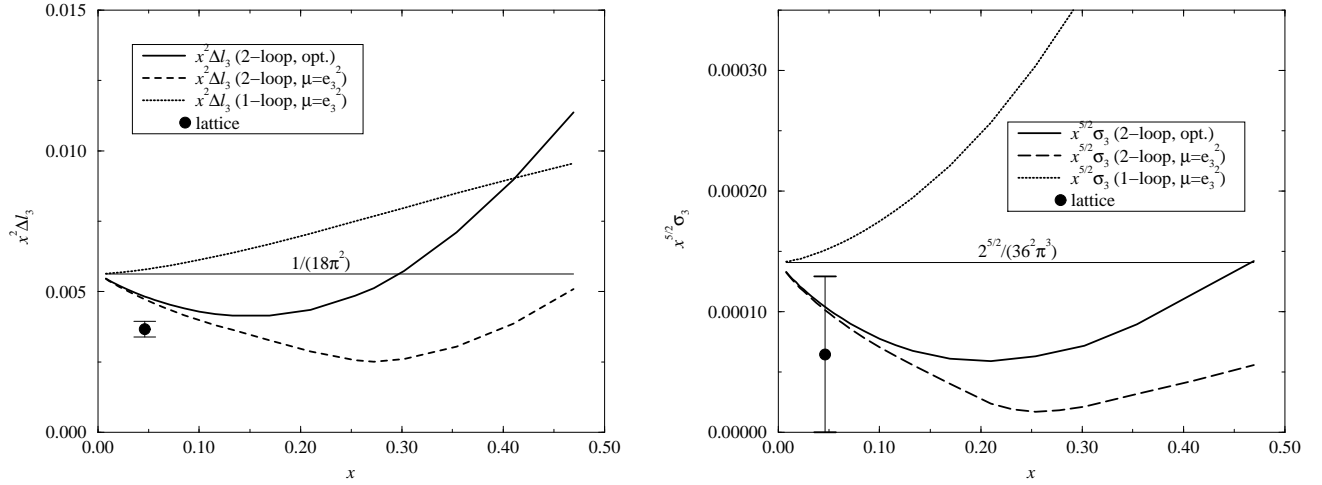 0.015
0.010
0.005
0.000
x²Δl₃
x²Δl₃ (2−loop, opt.)
x²Δl₃ (2−loop, μ=e₃²)
x²Δl₃ (1−loop, μ=e₃²)
lattice
1/(18π²)
0.00 0.10 0.20 0.30 0.40 0.50
x
0.00030
0.00020
0.00010
0.00000
x^{5/2}σ₃
x^{5/2}σ₃ (2−loop, opt.)
x^{5/2}σ₃ (2−loop, μ=e₃²)
x^{5/2}σ₃ (1−loop, μ=e₃²)
lattice
2^{5/2}/(36²π³)
0.00 0.10 0.20 0.30 0.40 0.50
x